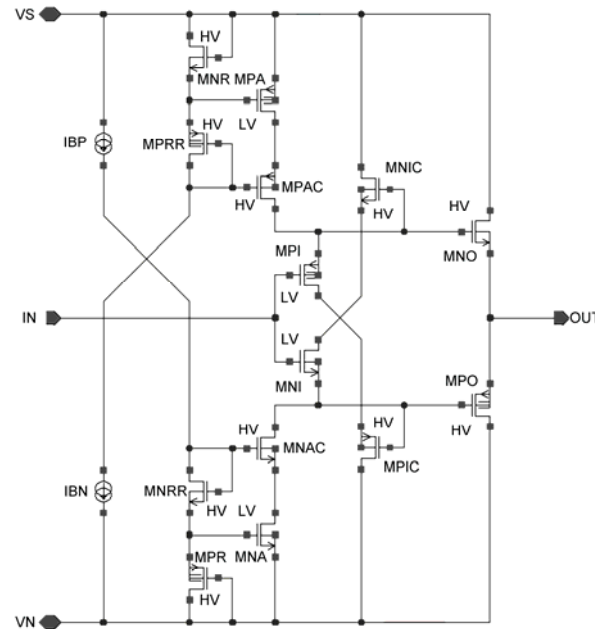 VS
HV
MNR MPA
HV
LV
IBP
MPRR
MPAC
HV
MNIC
HV
HV
MPI
MNO
LV
IN
OUT
LV
MNI
MPO
HV
HV
HV
MNAC
MPIC
IBN
MNRR
HV
LV
MPR
MNA
HV
VN